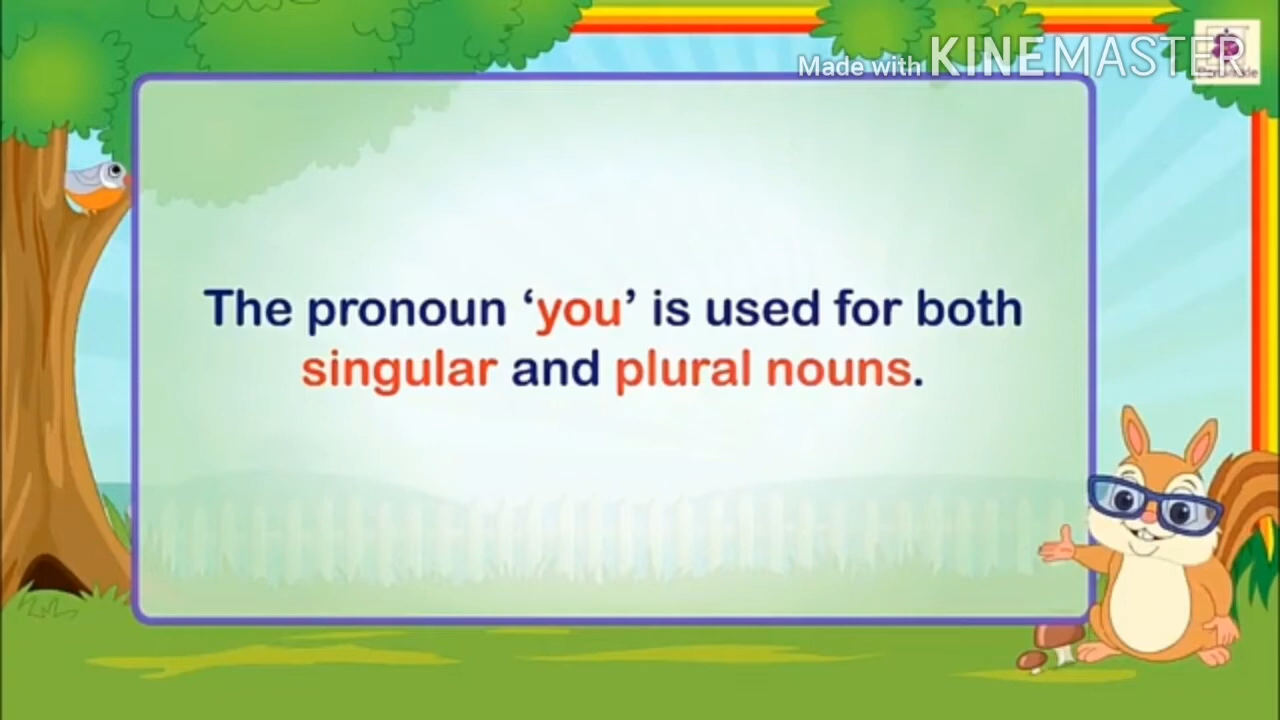 Made with KINEMASTER
The pronoun ‘you’ is used for both
singular and plural nouns.